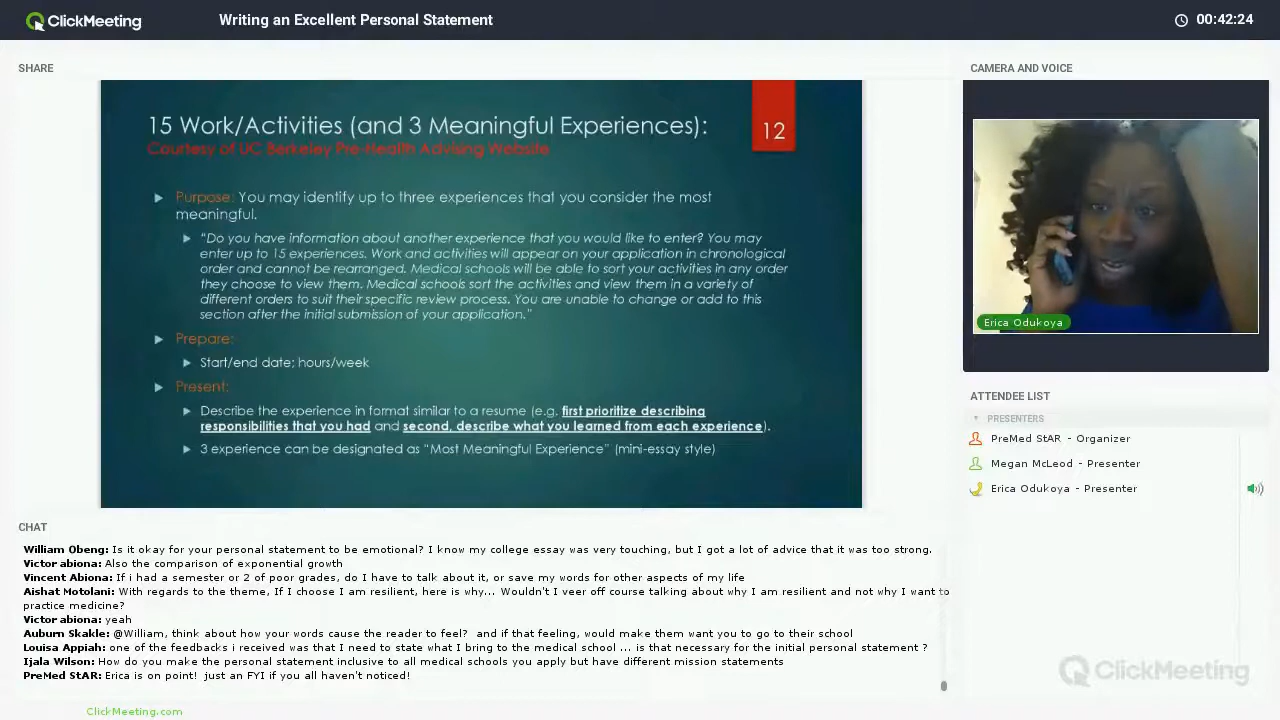 ClickMeeting
Writing an Excellent Personal Statement
00:42:24
SHARE
15 Work/Activities (and 3 Meaningful Experiences):
Courtesy of UC Berkeley Pre-Health Advising Website
12
Purpose: You may identify up to three experiences that you consider the most
meaningful.
"Do you have information about another experience that you would like to enter? You may
enter up to 15 experiences. Work and activities will appear on your application in chronological
order and cannot be rearranged. Medical schools will be able to sort your activities in any order
they choose to view them. Medical schools sort the activities and view them in a variety of
different orders to suit their specific review process. You are unable to change or add to this
section after the initial submission of your application."
Prepare:
Start/end date; hours/week
Present:
Describe the experience in format similar to a resume (e.g. first prioritize describing
responsibilities that you had and second, describe what you learned from each experience).
3 experience can be designated as "Most Meaningful Experience" (mini-essay style)
CAMERA AND VOICE
Erica Odukoya
ATTENDEE LIST
PRESENTERS
PreMed StAR - Organizer
Megan McLeod - Presenter
Erica Odukoya - Presenter
CHAT
William Obeng: Is it okay for your personal statement to be emotional? I know my college essay was very touching, but I got a lot of advice that it was too strong.
Victor abiona: Also the comparison of exponential growth
Vincent Abiona: If i had a semester or 2 of poor grades, do I have to talk about it, or save my words for other aspects of my life
Aishat Motolani: With regards to the theme, If I choose I am resilient, here is why... Wouldn't I veer off course talking about why I am resilient and not why I want to
practice medicine?
Victor abiona: yeah
Auburn Skakle: @William, think about how your words cause the reader to feel?  and if that feeling, would make them want you to go to their school
Louisa Appiah: one of the feedbacks i received was that I need to state what I bring to the medical school ... is that necessary for the initial personal statement ?
Ijala Wilson: How do you make the personal statement inclusive to all medical schools you apply but have different mission statements
PreMed StAR: Erica is on point!  just an FYI if you all haven't noticed!
ClickMeeting
ClickMeeting.com